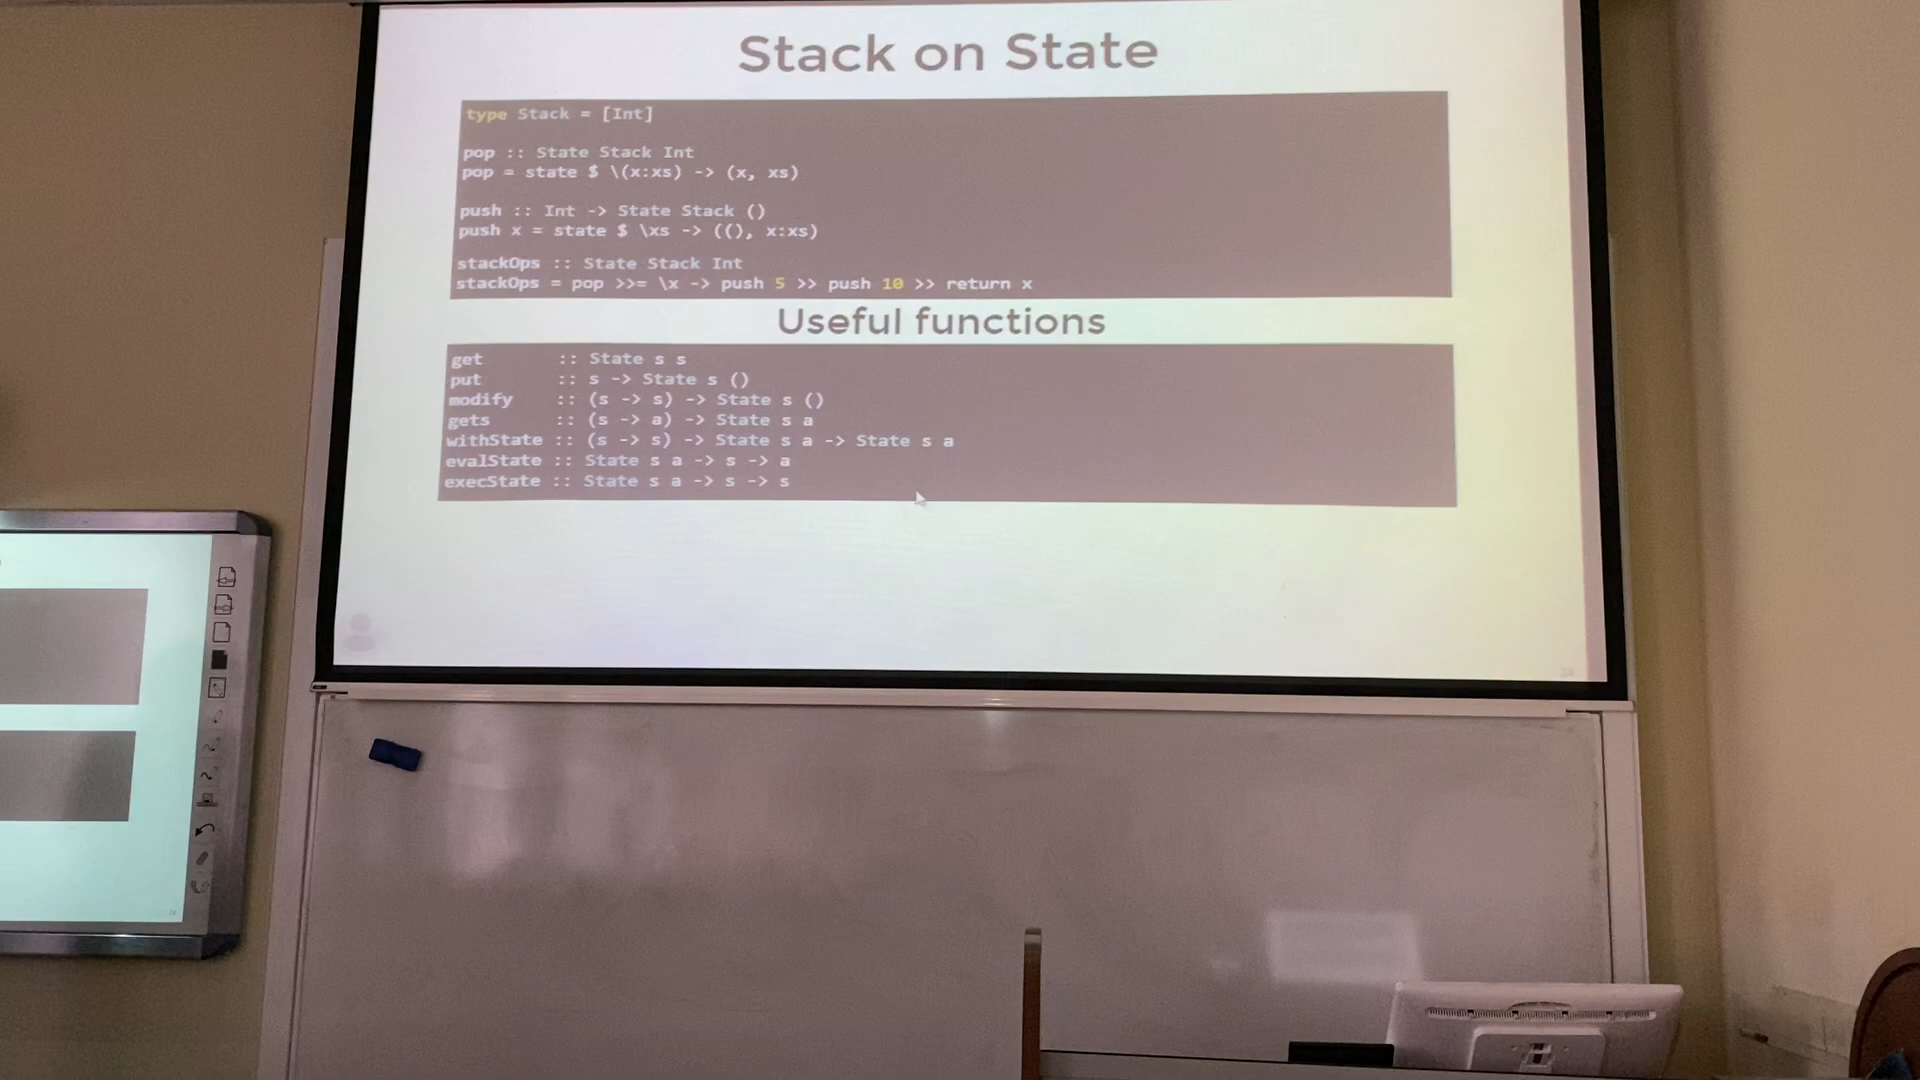 Stack on State
type Stack = [Int]
pop :: State Stack Int
pop = state $ \(x:xs) -> (x, xs)
push :: Int -> State Stack ()
push x = state $ \xs -> ((), x:xs)
stackOps :: State Stack Int
stackOps = pop >>= \x -> push 5 >> push 10 >> return x
Useful functions
get :: State s s
put :: s -> State s ()
modify :: (s -> s) -> State s ()
gets :: (s -> a) -> State s a
withState :: (s -> s) -> State s a -> State s a
evalState :: State s a -> s -> a
execState :: State s a -> s -> s